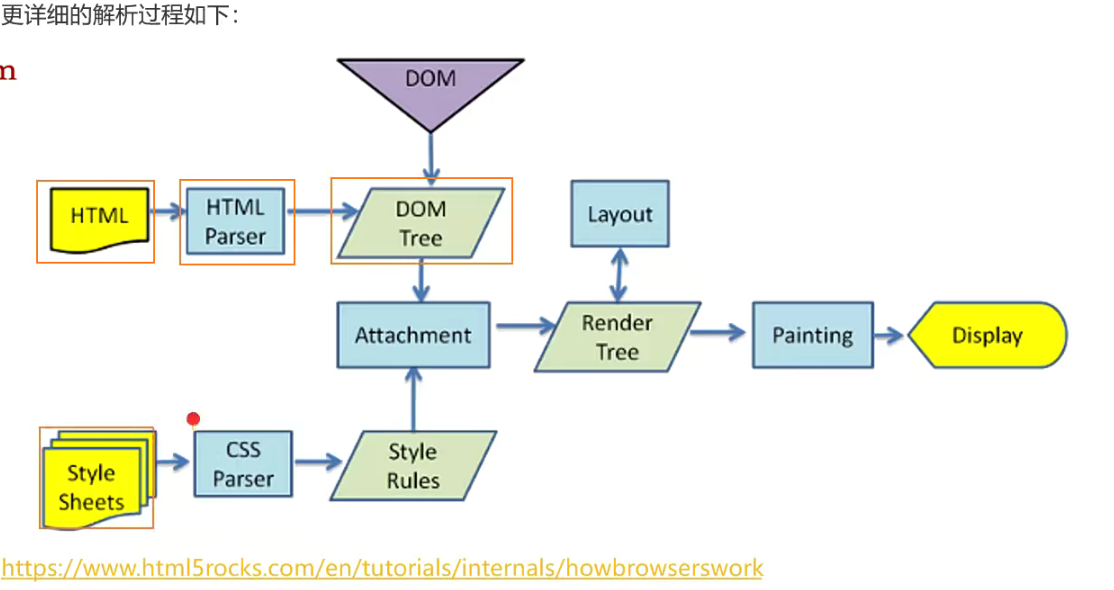 更详细的解析过程如下：
m
DOM
HTML
HTML
Parser
DOM
Tree
Layout
Attachment
Render
Tree
Painting
Display
Style
Sheets
CSS
Parser
Style
Rules
https://www.html5rocks.com/en/tutorials/internals/howbrowserswork